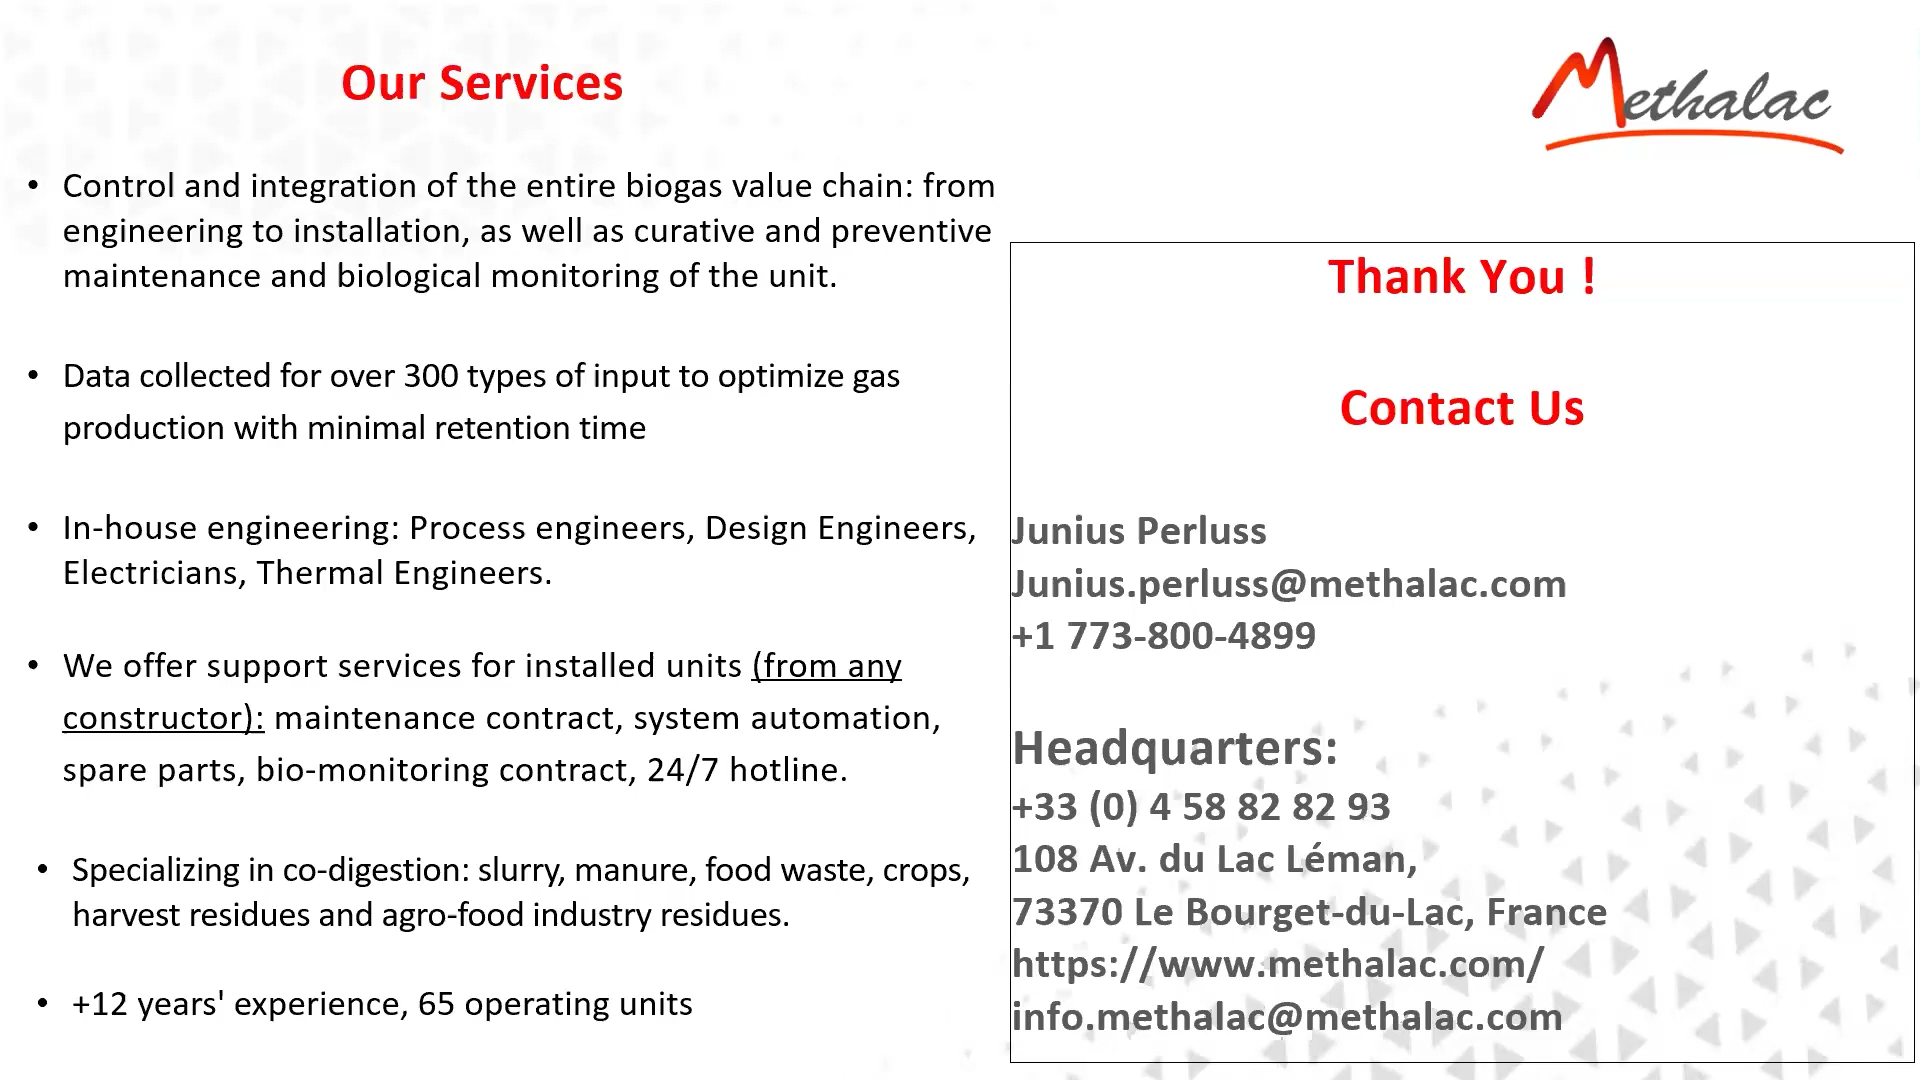 Our Services
Methalac
• Control and integration of the entire biogas value chain: from
engineering to installation, as well as curative and preventive
maintenance and biological monitoring of the unit.
• Data collected for over 300 types of input to optimize gas
production with minimal retention time
• In-house engineering: Process engineers, Design Engineers,
Electricians, Thermal Engineers.
• We offer support services for installed units (from any
constructor): maintenance contract, system automation,
spare parts, bio-monitoring contract, 24/7 hotline.
• Specializing in co-digestion: slurry, manure, food waste, crops,
harvest residues and agro-food industry residues.
• +12 years' experience, 65 operating units
Thank You !
Contact Us
Junius Perluss
Junius.perluss@methalac.com
+1 773-800-4899
Headquarters:
+33 (0) 4 58 82 82 93
108 Av. du Lac Léman,
73370 Le Bourget-du-Lac, France
https://www.methalac.com/
info.methalac@methalac.com